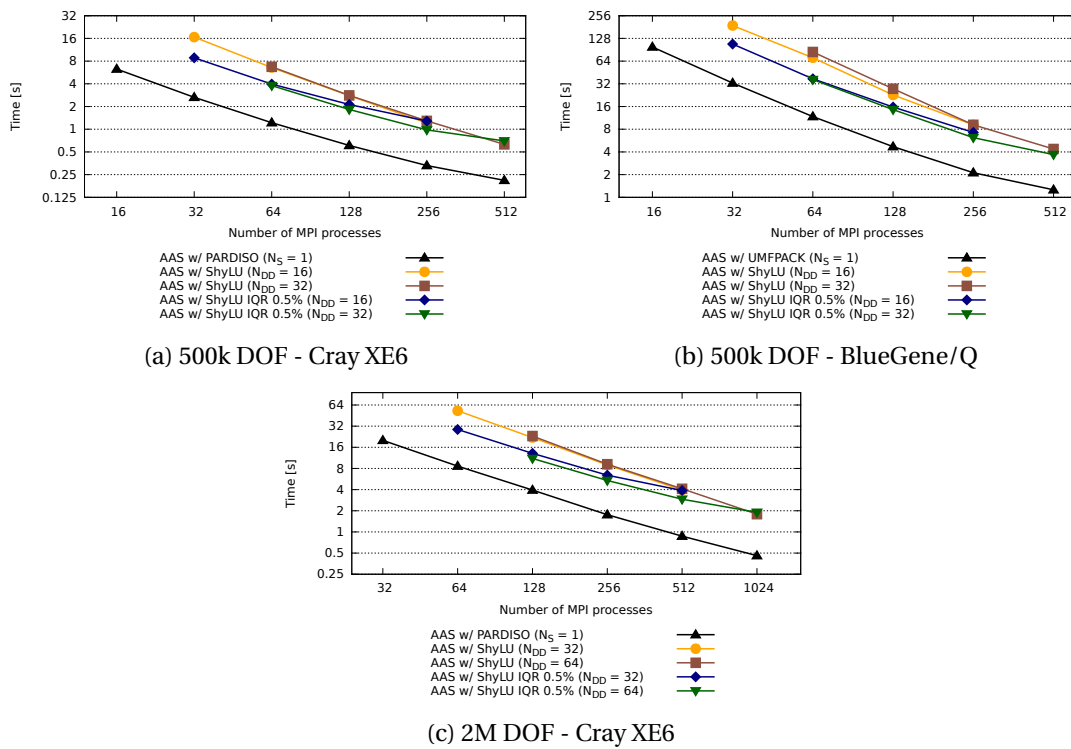 32
16
8
4
2
1
0.5
0.25
0.125
Time [s]
16 32 64 128 256 512
Number of MPI processes
AAS w/ PARDISO (N_S = 1)
AAS w/ ShyLU (N_DD = 16)
AAS w/ ShyLU (N_DD = 32)
AAS w/ ShyLU IQR 0.5% (N_DD = 16)
AAS w/ ShyLU IQR 0.5% (N_DD = 32)
(a) 500k DOF - Cray XE6
256
128
64
32
16
8
4
2
1
Time [s]
16 32 64 128 256 512
Number of MPI processes
AAS w/ UMFPACK (N_S = 1)
AAS w/ ShyLU (N_DD = 16)
AAS w/ ShyLU (N_DD = 32)
AAS w/ ShyLU IQR 0.5% (N_DD = 16)
AAS w/ ShyLU IQR 0.5% (N_DD = 32)
(b) 500k DOF - BlueGene/Q
64
32
16
8
4
2
1
0.5
0.25
Time [s]
32 64 128 256 512 1024
Number of MPI processes
AAS w/ PARDISO (N_S = 1)
AAS w/ ShyLU (N_DD = 32)
AAS w/ ShyLU (N_DD = 64)
AAS w/ ShyLU IQR 0.5% (N_DD = 32)
AAS w/ ShyLU IQR 0.5% (N_DD = 64)
(c) 2M DOF - Cray XE6